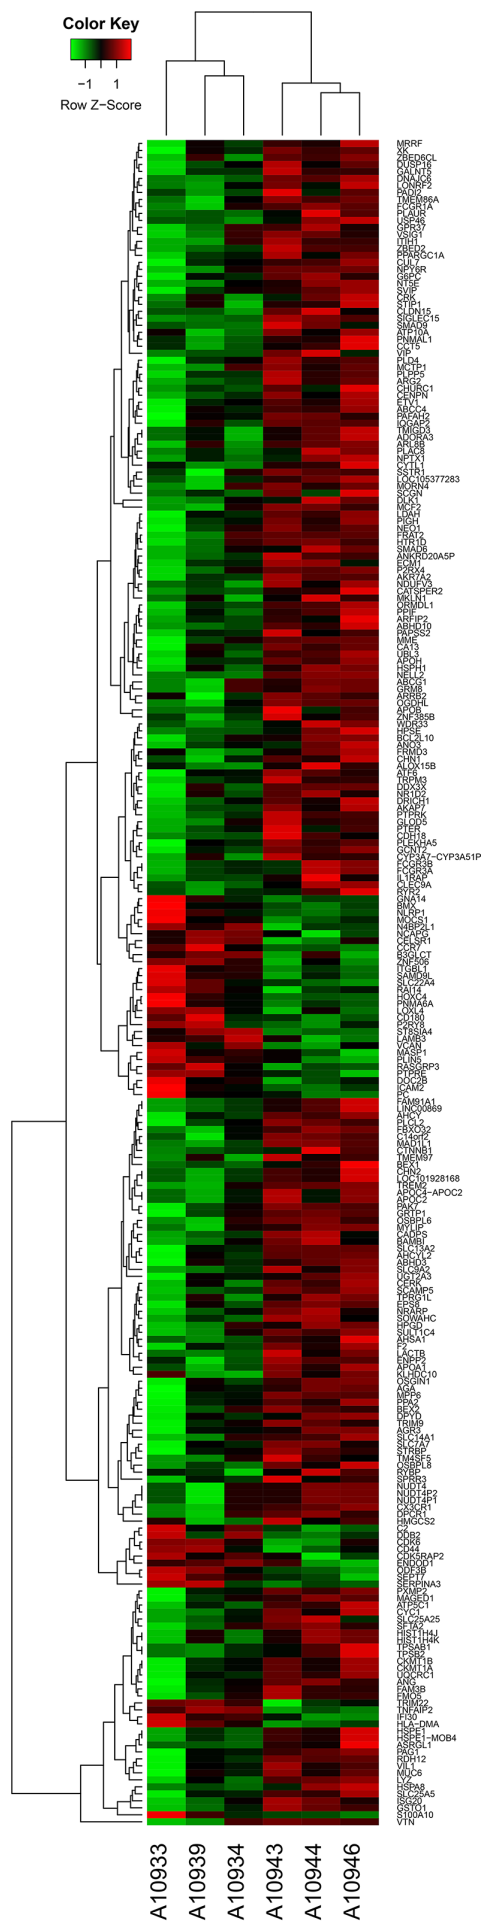 Color Key
−1
1
Row Z−Score
MRRF
XK
ZBED6CL
DUSP16
GALNT5
DNAJC6
LONRF2
PADI2
TMEM86A
FCGR1A
PLAUR
USP46
GPR37
VSIG1
ITIH1
ZBED2
PPARGC1A
CUL7
NPY6R
G6PC
NT5E
SVIP
CRK
STIP1
CLDN15
SIGLEC15
SMAD9
ATP10A
PNMAL1
CCT5
VIP
PLD4
MCTP1
PLPP5
ARG2
CHURC1
CENPN
ETV1
ABCC4
PAFAH2
IQGAP2
TMIGD3
ADORA3
ARL8B
PLAC8
NPTX1
CYTL1
SSTR1
LOC105377283
MORN4
SCGN
DLK1
MCF2
LDAH
PIGH
NEO1
FRAT2
HTR1D
SMAD6
ANKRD20A5P
ECM1
P2RX4
AKR7A2
NDUFV3
CATSPER2
MKLN1
ORMDL1
PPIF
ARFIP2
ABHD10
PAPSS2
MME
CA13
UBL3
APOH
HSPH1
NELL2
ABCG1
GRM8
ARRB2
OGDHL
APOB
ZNF385B
WDR33
HPSE
BCL2L10
ANO3
FRMD3
CHN1
ALOX15B
ATF6
TRPM3
DDX3X
NR1D2
DRICH1
AKAP7
PTPRK
GLOD5
PTER
CDH18
PLEKHA5
GCNT2
CYP3A7−CYP3A51P
FCGR3B
FCGR3A
IL1RAP
CLEC9A
RYR2
GNA14
BMX
NLRP1
MOCS1
N4BP2L1
NCAPG
CELSR1
CCR7
B3GLCT
ZNF506
ITGBL1
SAMD9L
SLC22A4
RAI14
HOXC4
PNMA6A
LOXL4
CD180
P2RY8
ST8SIA4
LAMB3
VCAN
MASP1
PLIN5
RASGRP3
PTPRE
DOC2B
ICAM2
PC
FAM91A1
LINC00869
AHCY
PLCL2
FBXO32
C14orf2
MAD1L1
CTNNB1
TMEM97
BEX1
CHN2
LOC101928168
TREM2
APOC4−APOC2
APOC2
PAK7
GRTP1
OSBPL6
MYLIP
CADPS
BAMBI
SLC13A2
AHCYL2
ABHD3
SLC9A2
UGT2A3
CERK
SCAMP5
TPRG1L
EPS8
NRARP
SOWAHC
HPGD
SULT1C4
AHSA1
F2
LACTB
ENPP2
APOA1
KLHDC10
OSGIN1
AGA
MPP6
PPA2
BEX2
DPYD
TRIM9
AGR3
SLC14A1
SLC7A7
STRBP
TM4SF5
OSBPL8
RYBP
SPRR3
NUDT4
NUDT4P2
NUDT4P1
CX3CR1
DPCR1
HMGCS2
C2
DDB2
CDK6
CD44
CDK5RAP2
ENDOD1
ODF3B
SEPT7
SERPINA3
PXMP2
MAGED1
ATP5C1
CYC1
SLC25A25
SFTA2
HIST1H4J
HIST1H4K
TPSAB1
TPSB2
CKMT1B
CKMT1A
UQCRC1
ANG
FAM3B
FMO5
TRIM22
TNFAIP2
IFI30
HLA−DMA
HSPE1
HSPE1−MOB4
ASRGL1
PAG1
RDH12
VIL1
MUC6
LYZ
HSPA8
SLC25A5
ISG20
GSTO1
S100A10
VTN
A10933
A10939
A10934
A10943
A10944
A10946